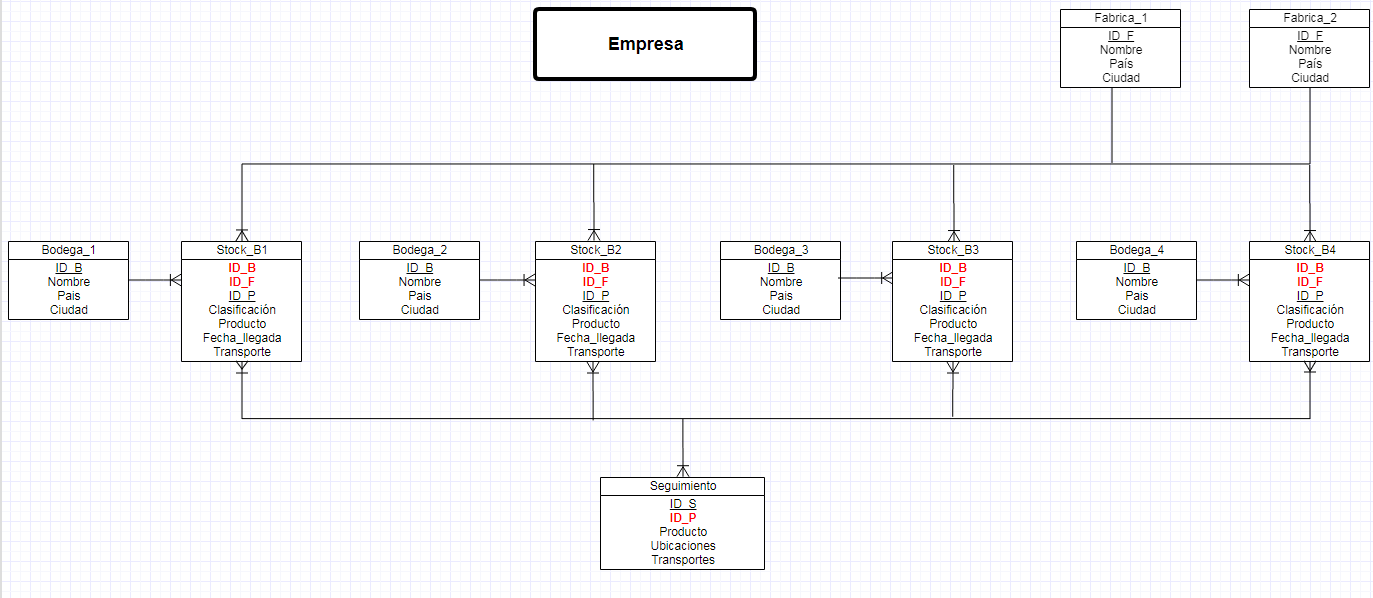 Empresa
Fabrica_1
ID_F
Nombre
País
Ciudad
Fabrica_2
ID_F
Nombre
País
Ciudad
Bodega_1
ID_B
Nombre
Pais
Ciudad
Stock_B1
ID_B
ID_F
ID_P
Clasificación
Producto
Fecha_llegada
Transporte
Bodega_2
ID_B
Nombre
Pais
Ciudad
Stock_B2
ID_B
ID_F
ID_P
Clasificación
Producto
Fecha_llegada
Transporte
Bodega_3
ID_B
Nombre
Pais
Ciudad
Stock_B3
ID_B
ID_F
ID_P
Clasificación
Producto
Fecha_llegada
Transporte
Bodega_4
ID_B
Nombre
Pais
Ciudad
Stock_B4
ID_B
ID_F
ID_P
Clasificación
Producto
Fecha_llegada
Transporte
Seguimiento
ID_S
ID_P
Producto
Ubicaciones
Transportes